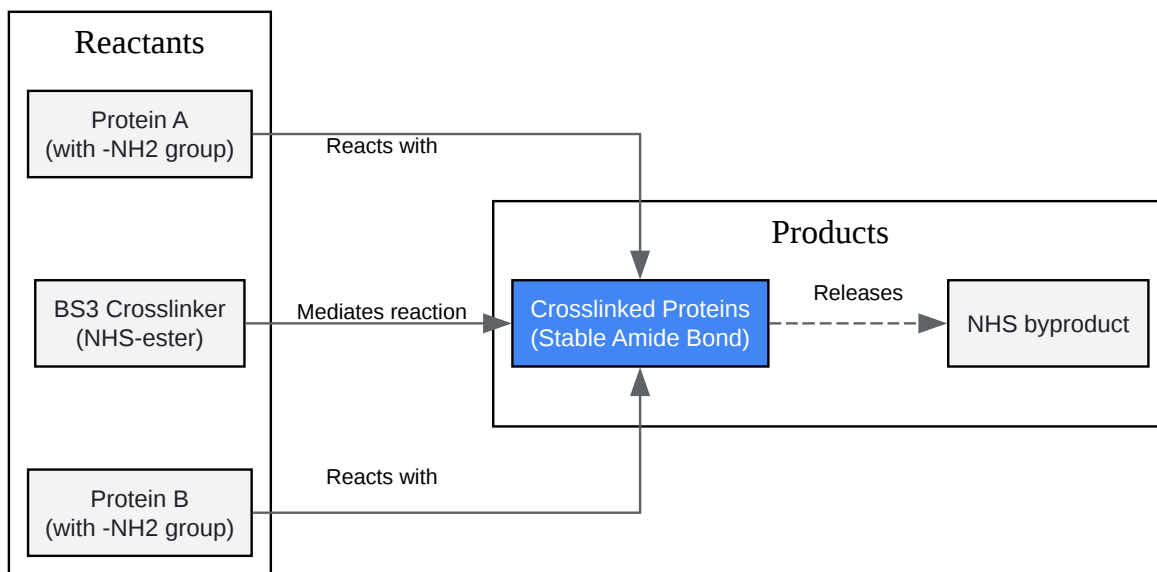 Reactants
Protein A
(with -NH2 group)
Reacts with
Products
BS3 Crosslinker
(NHS-ester)
Mediates reaction
Crosslinked Proteins
(Stable Amide Bond)
Releases
NHS byproduct
Protein B
(with -NH2 group)
Reacts with